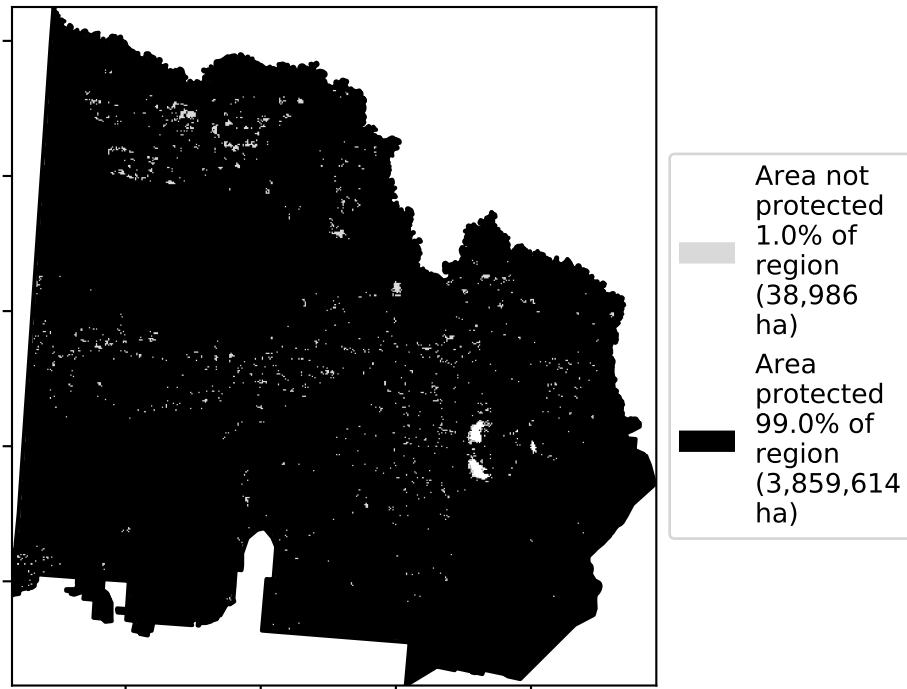 Area not
protected
1.0% of
region
(38,986
ha)
Area
protected
99.0% of
region
(3,859,614
ha)